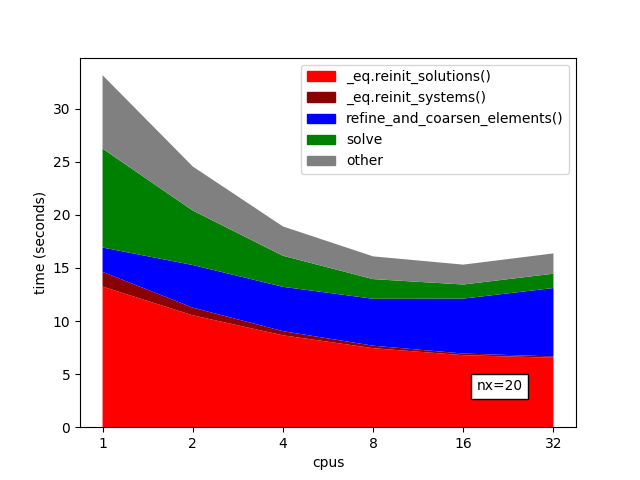 _eq.reinit_solutions()
_eq.reinit_systems()
refine_and_coarsen_elements()
solve
other
time (seconds)
30
25
20
15
10
5
0
nx=20
1 2 4 8 16 32
cpus